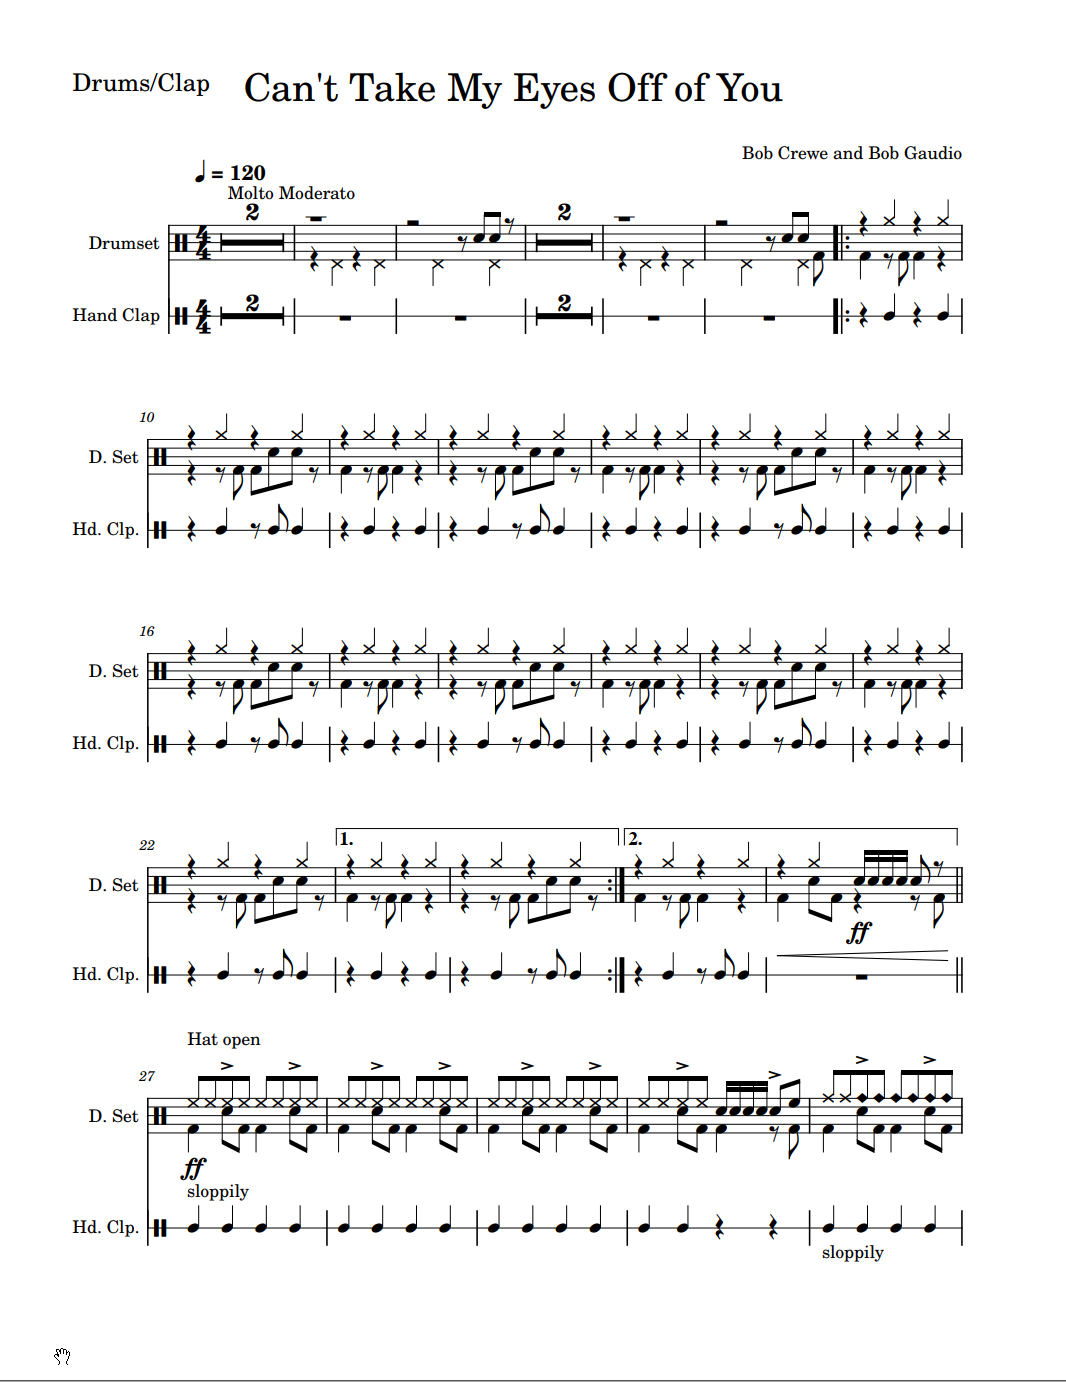 Drums/Clap
Can't Take My Eyes Off of You
Bob Crewe and Bob Gaudio
♩ = 120
Molto Moderato
Drumset
2
2
Hand Clap
2
2
10
D. Set
Hd. Clp.
16
D. Set
Hd. Clp.
22
1.
2.
D. Set
ff
Hd. Clp.
Hat open
27
D. Set
ff
sloppily
Hd. Clp.
sloppily